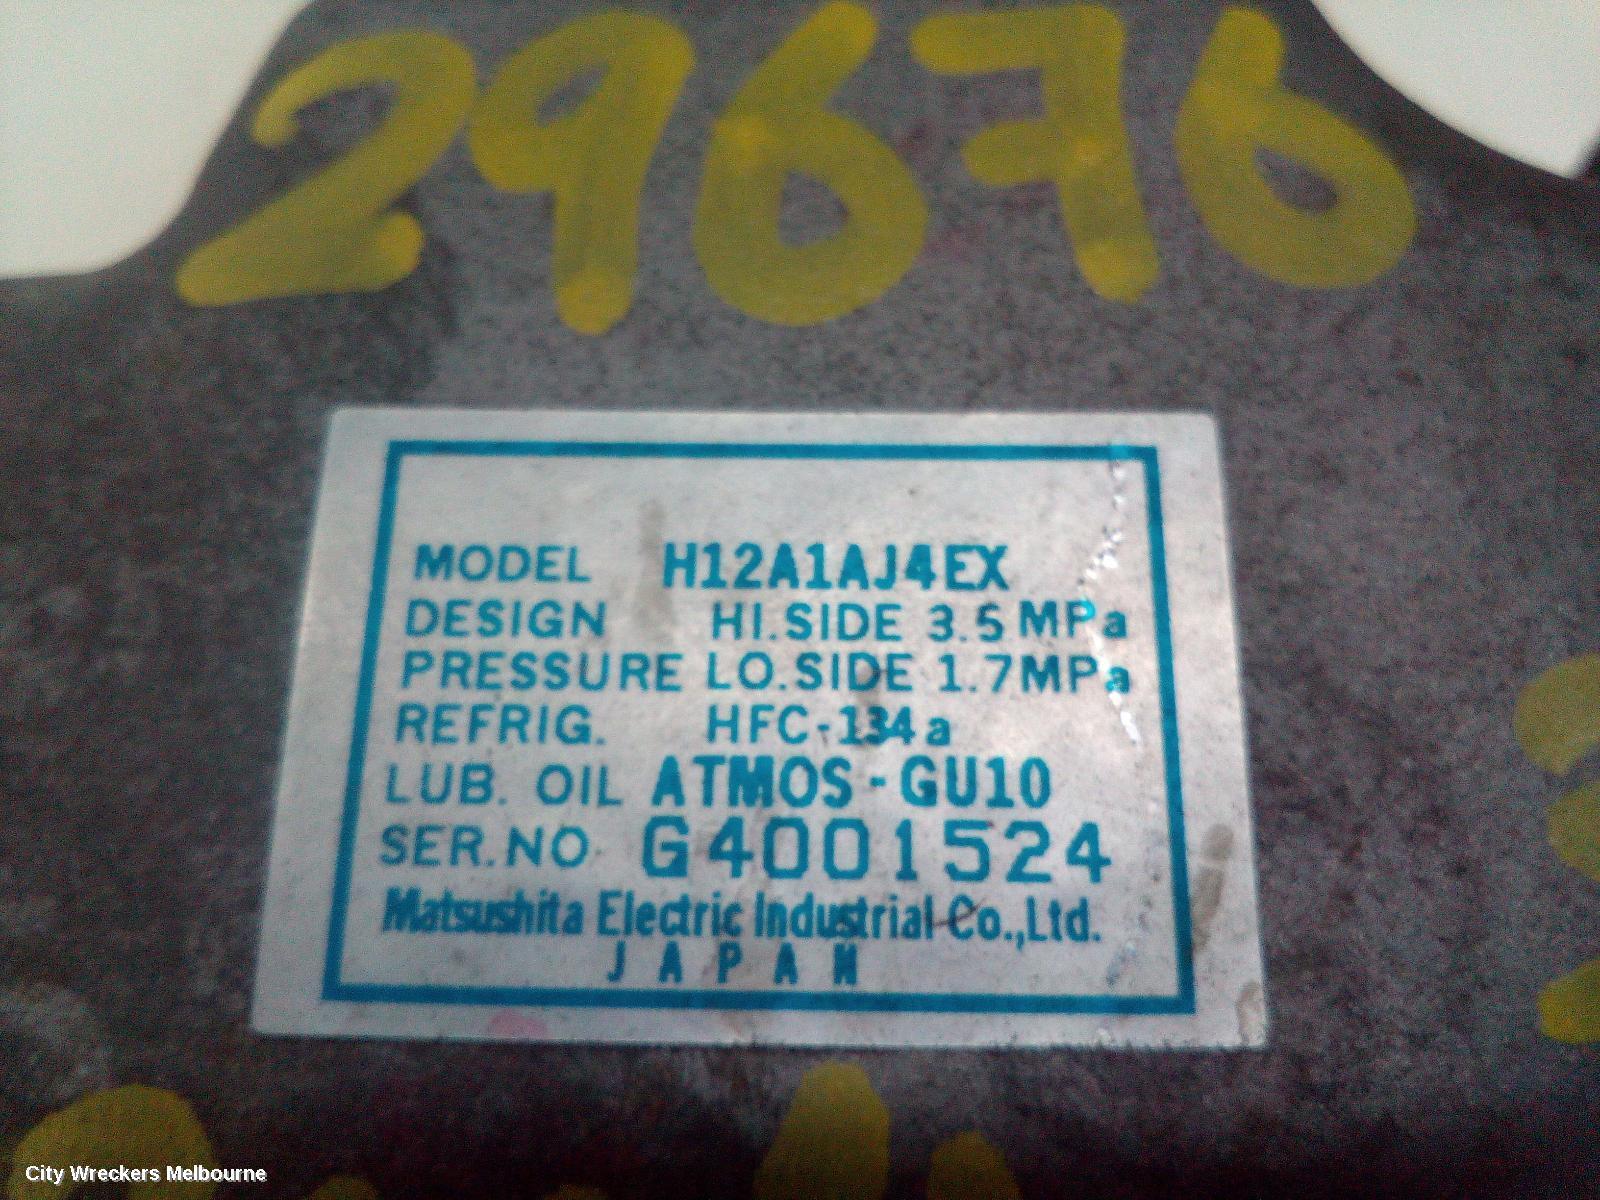 29676
MODEL H12A1AJ4EX
DESIGN HI.SIDE 3.5 MPa
PRESSURE LO.SIDE 1.7MPa
REFRIG. HFC-134a
LUB. OIL ATMOS-GU10
SER.NO G4001524
Matsushita Electric Industrial Co.,Ltd.
JAPAN
City Wreckers Melbourne